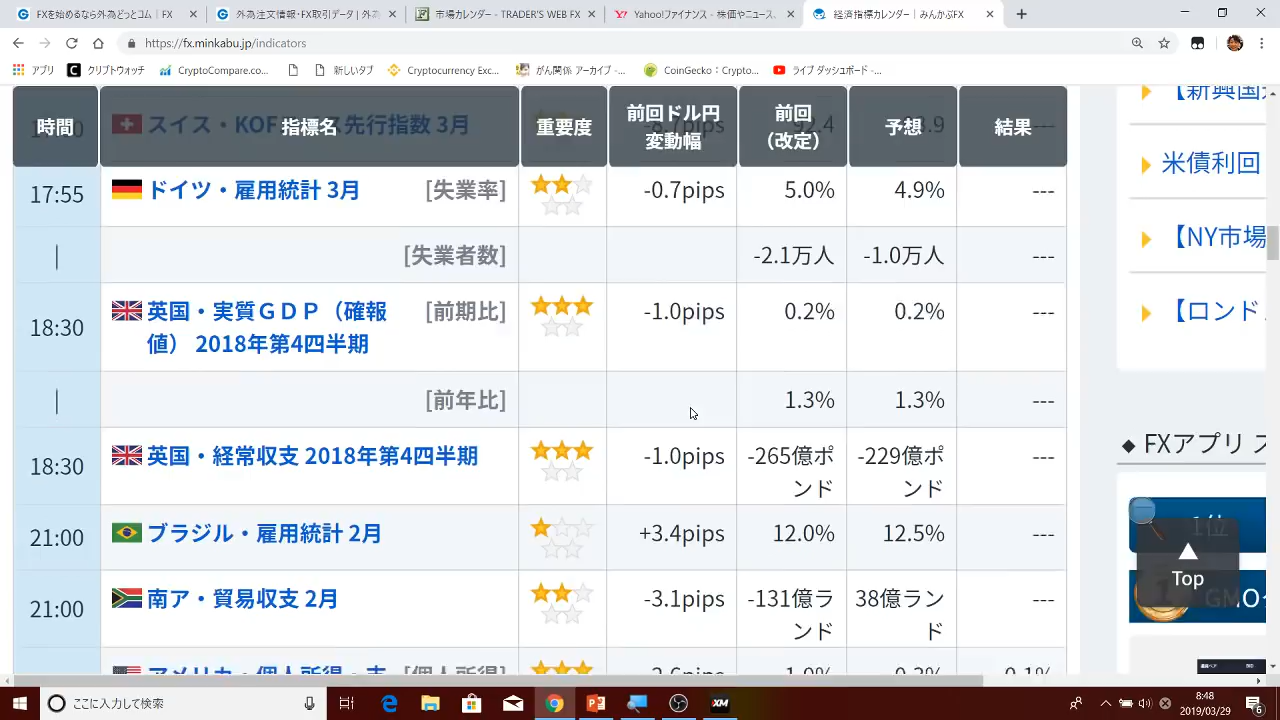 FXを始めるなら外為どっとコム｜FX
外為注文情報･FX取引データ| 外為
市場カレンダー - TRADER'S WEB FX
Yahoo!ファイナンス - 株価やニュース、
経済指標カレンダー｜みんかぶFX
https://fx.minkabu.jp/indicators
アプリ
クリプトウォッチ
CryptoCompare.co...
新しいタブ
Cryptocurrency Exc...
がん関係 アーカイブ - ...
CoinGecko：Crypto...
ライブ ダッシュボード - ...
時間
指標名
重要度
前回ドル円
変動幅
前回
（改定）
予想
結果
スイス・KOF
先行指数 3月
17:55
ドイツ・雇用統計 3月
[失業率]
-0.7pips
5.0%
4.9%
---
｜
[失業者数]
-2.1万人
-1.0万人
---
18:30
英国・実質ＧＤＰ（確報
値） 2018年第4四半期
[前期比]
-1.0pips
0.2%
0.2%
---
｜
[前年比]
1.3%
1.3%
---
18:30
英国・経常収支 2018年第4四半期
-1.0pips
-265億ポ
ンド
-229億ポ
ンド
---
21:00
ブラジル・雇用統計 2月
+3.4pips
12.0%
12.5%
---
21:00
南ア・貿易収支 2月
-3.1pips
-131億ラ
ンド
38億ラン
ド
---
【新興国
米債利回
【NY市場
【ロンド
◆ FXアプリ ス
1位
Top
GMO
ここに入力して検索
XM
8:48
2019/03/29
6